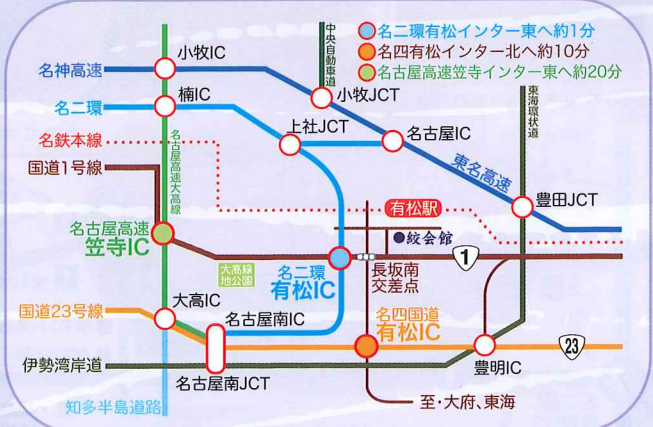 名二環有松インター東へ約1分
名四有松インター北へ約10分
名古屋高速笠寺インター東へ約20分
中央自動車道
小牧IC
名神高速
小牧JCT
東海環状道
名二環
楠IC
上社JCT
名古屋IC
名鉄本線
名古屋高速大高線
東名高速
国道1号線
有松駅
豊田JCT
名古屋高速
笠寺IC
絞会館
1
大高緑
地公園
名二環
有松IC
長坂南
交差点
大高IC
国道23号線
名古屋南IC
名四国道
有松IC
23
伊勢湾岸道
名古屋南JCT
豊明IC
知多半島道路
至・大府、東海